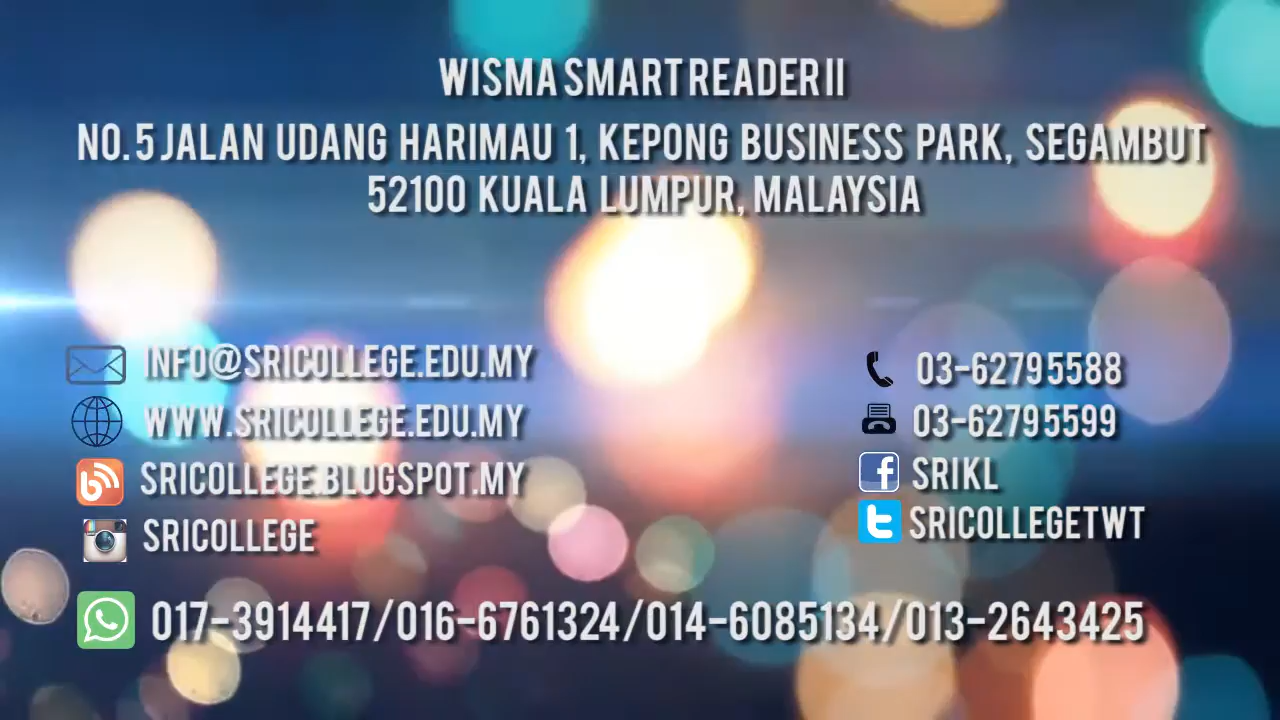 WISMA SMART READER II
NO. 5 JALAN UDANG HARIMAU 1, KEPONG BUSINESS PARK, SEGAMBUT
52100 KUALA LUMPUR, MALAYSIA
INFO@SRICOLLEGE.EDU.MY
WWW.SRICOLLEGE.EDU.MY
SRICOLLEGE.BLOGSPOT.MY
SRICOLLEGE
03-62795588
03-62795599
SRIKL
SRICOLLEGETWT
017-3914417/016-6761324/014-6085134/013-2643425